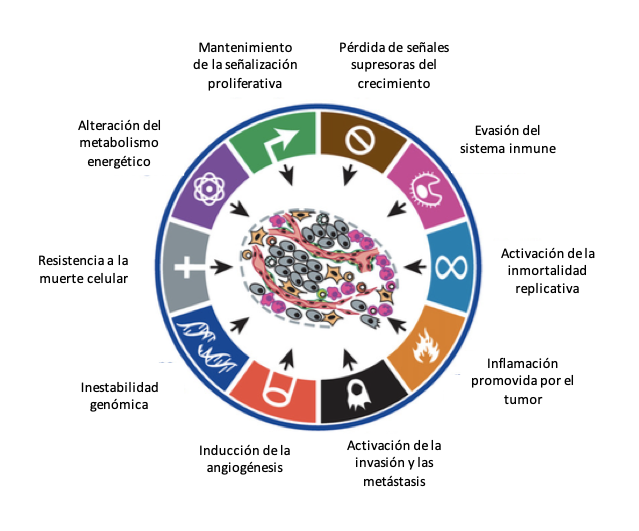 Mantenimiento
de la señalización
proliferativa
Pérdida de señales
supresoras del
crecimiento
Alteración del
metabolismo
energético
Evasión del
sistema inmune
Resistencia a la
muerte celular
Activación de la
inmortalidad
replicativa
Inestabilidad
genómica
Inflamación
promovida por el
tumor
Inducción de la
angiogénesis
Activación de la
invasión y las
metástasis